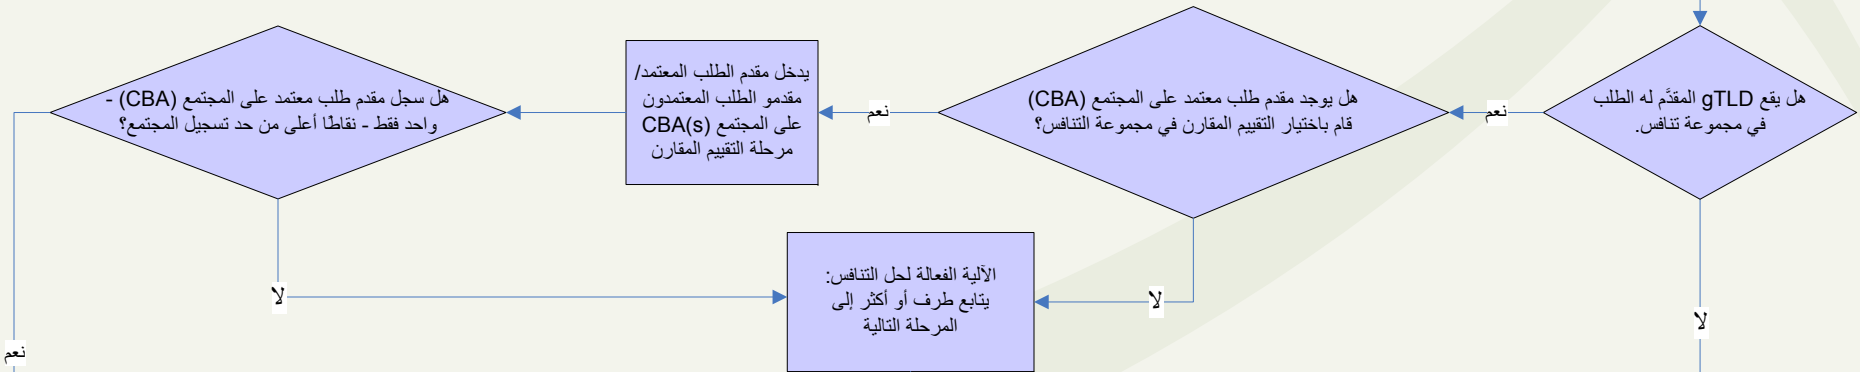 هل يقع gTLD المقدَّم له الطلب
في مجموعة تنافس.
نعم
لا
هل يوجد مقدم طلب معتمد على المجتمع (CBA)
قام باختيار التقييم المقارن في مجموعة التنافس؟
نعم
لا
يدخل مقدم الطلب المعتمد/
مقدمو الطلب المعتمدون
على المجتمع CBA(s)
مرحلة التقييم المقارن
هل سجل مقدم طلب معتمد على المجتمع (CBA) -
واحد فقط - نقاطًا أعلى من حد تسجيل المجتمع؟
لا
نعم
الآلية الفعالة لحل التنافس:
يتابع طرف أو أكثر إلى
المرحلة التالية